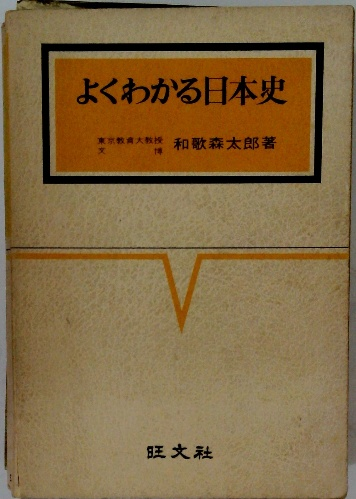 よくわかる日本史
東京教育大教授
文博
和歌森太郎著
旺文社